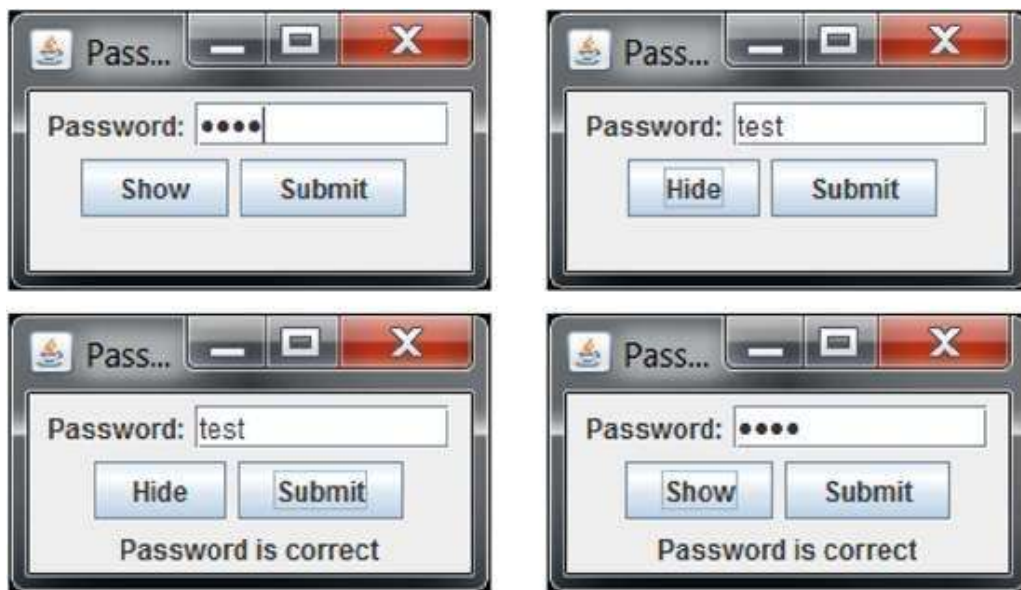 Pass...
Password: ••••
Show Submit
Pass...
Password: test
Hide Submit
Pass...
Password: test
Hide Submit
Password is correct
Pass...
Password: ••••
Show Submit
Password is correct